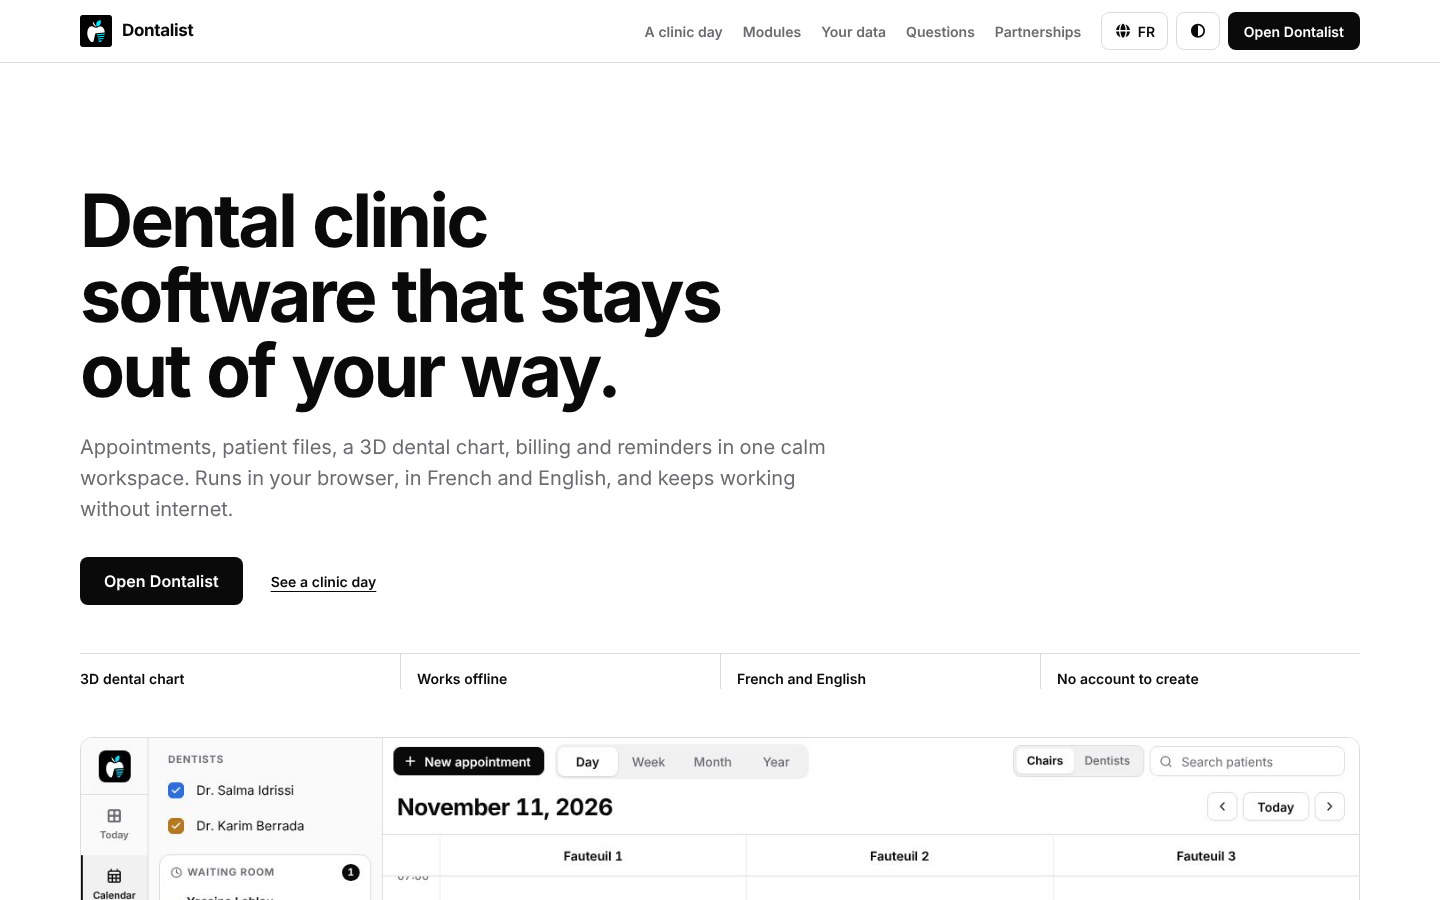 Dontalist
A clinic day
Modules
Your data
Questions
Partnerships
FR
Open Dontalist
Dental clinic
software that stays
out of your way.
Appointments, patient files, a 3D dental chart, billing and reminders in one calm
workspace. Runs in your browser, in French and English, and keeps working
without internet.
Open Dontalist
See a clinic day
3D dental chart
Works offline
French and English
No account to create
Today
Calendar
DENTISTS
Dr. Salma Idrissi
Dr. Karim Berrada
WAITING ROOM
1
New appointment
Day
Week
Month
Year
Chairs
Dentists
Search patients
November 11, 2026
Today
Fauteuil 1
Fauteuil 2
Fauteuil 3